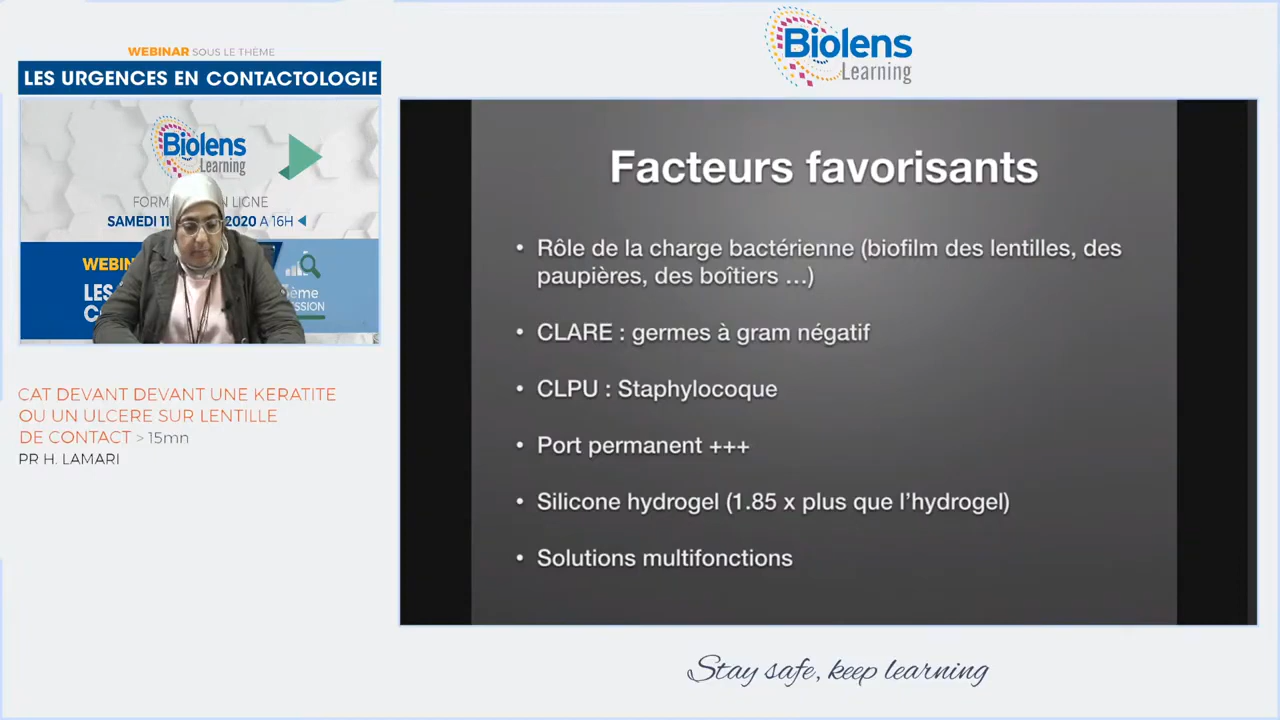 WEBINAR SOUS LE THÈME
LES URGENCES EN CONTACTOLOGIE
Biolens
Learning
SAMEDI 11
2020 A 16H
LIGNE
WEBIN
LES
CAT DEVANT DEVANT UNE KERATITE
OU UN ULCERE SUR LENTILLE
DE CONTACT > 15mn
PR H. LAMARI
Biolens
Learning
Facteurs favorisants
• Rôle de la charge bactérienne (biofilm des lentilles, des
paupières, des boîtiers ...)
• CLARE : germes à gram négatif
• CLPU : Staphylocoque
• Port permanent +++
• Silicone hydrogel (1.85 x plus que l'hydrogel)
• Solutions multifonctions
Stay safe, keep learning